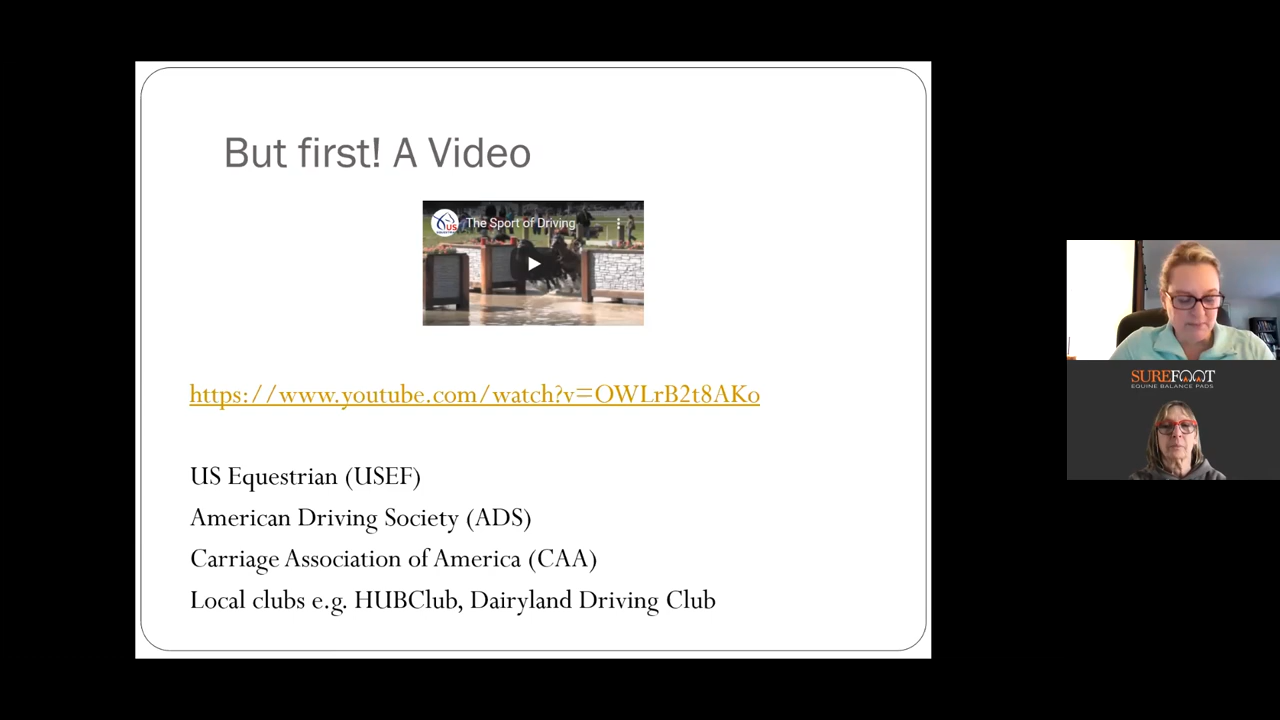 But first! A Video
US
The Sport of Driving
https://www.youtube.com/watch?v=OWLrB2t8AKo
US Equestrian (USEF)
American Driving Society (ADS)
Carriage Association of America (CAA)
Local clubs e.g. HUBClub, Dairyland Driving Club
SUREFOOT
EQUINE BALANCE PADS